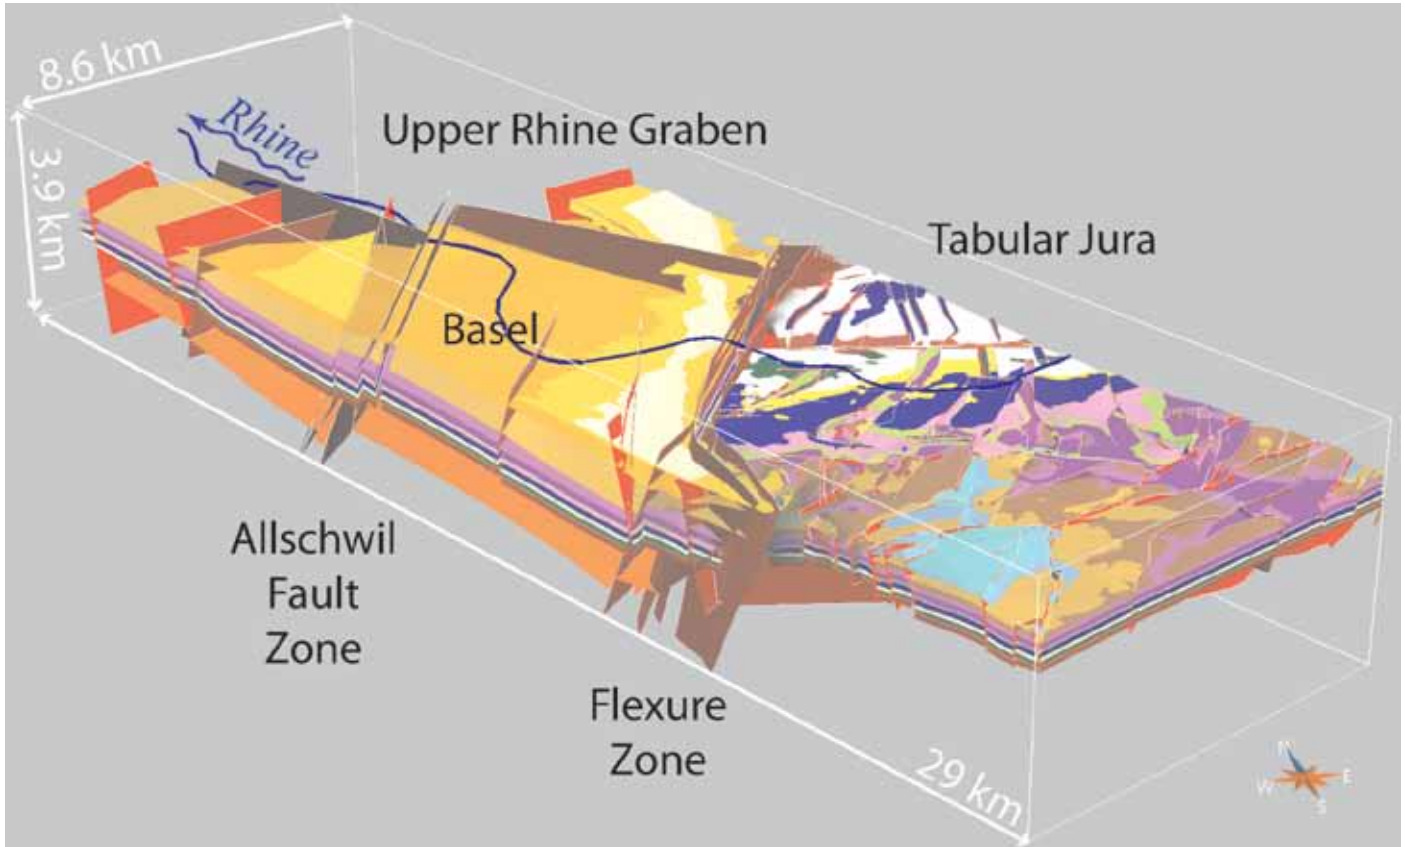 8.6 km
Rhine
Upper Rhine Graben
3.9 km
Tabular Jura
Basel
Allschwil
Fault
Zone
Flexure
Zone
29 km
N
W
E
S